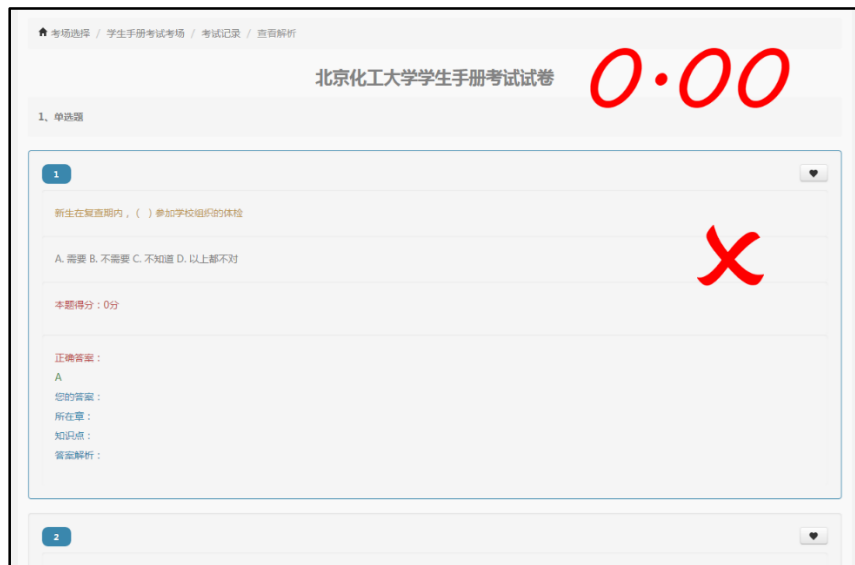 考场选择 / 学生手册考试考场 / 考试记录 / 查看解析
北京化工大学学生手册考试试卷
0.00
1、单选题
1
新生在复查期内，（ ）参加学校组织的体检
A. 需要 B. 不需要 C. 不知道 D. 以上都不对
本题得分：0分
正确答案：
A
您的答案：
所在章：
知识点：
答案解析：
2